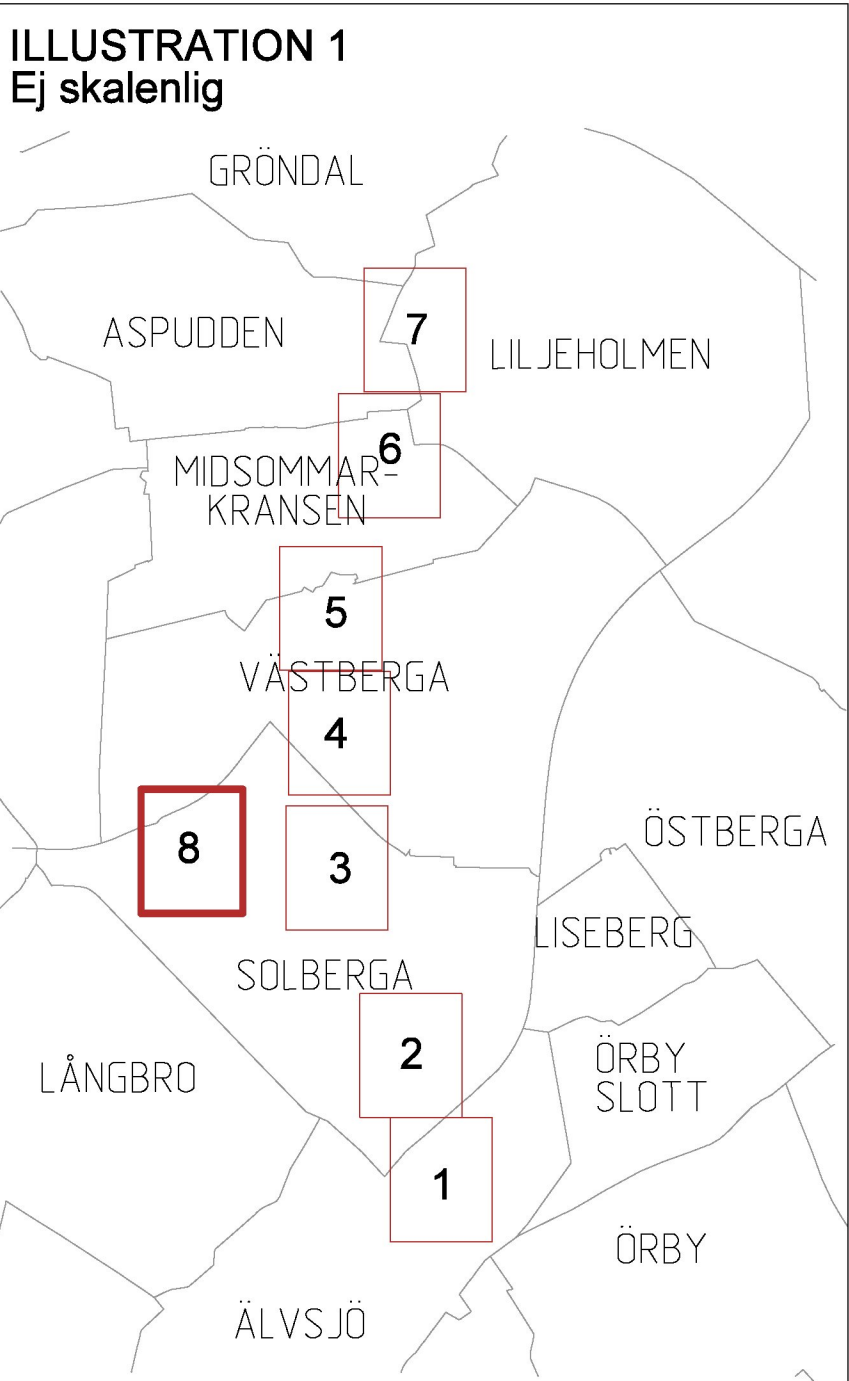 ILLUSTRATION 1
Ej skalenlig
GRÖNDAL
ASPUDDEN
7
LILJEHOLMEN
6
MIDSOMMAR-
KRANSEN
5
VÄSTBERGA
4
8
3
ÖSTBERGA
LISEBERG
SOLBERGA
2
LÅNGBRO
ÖRBY
SLOTT
1
ÖRBY
ÄLVSJÖ